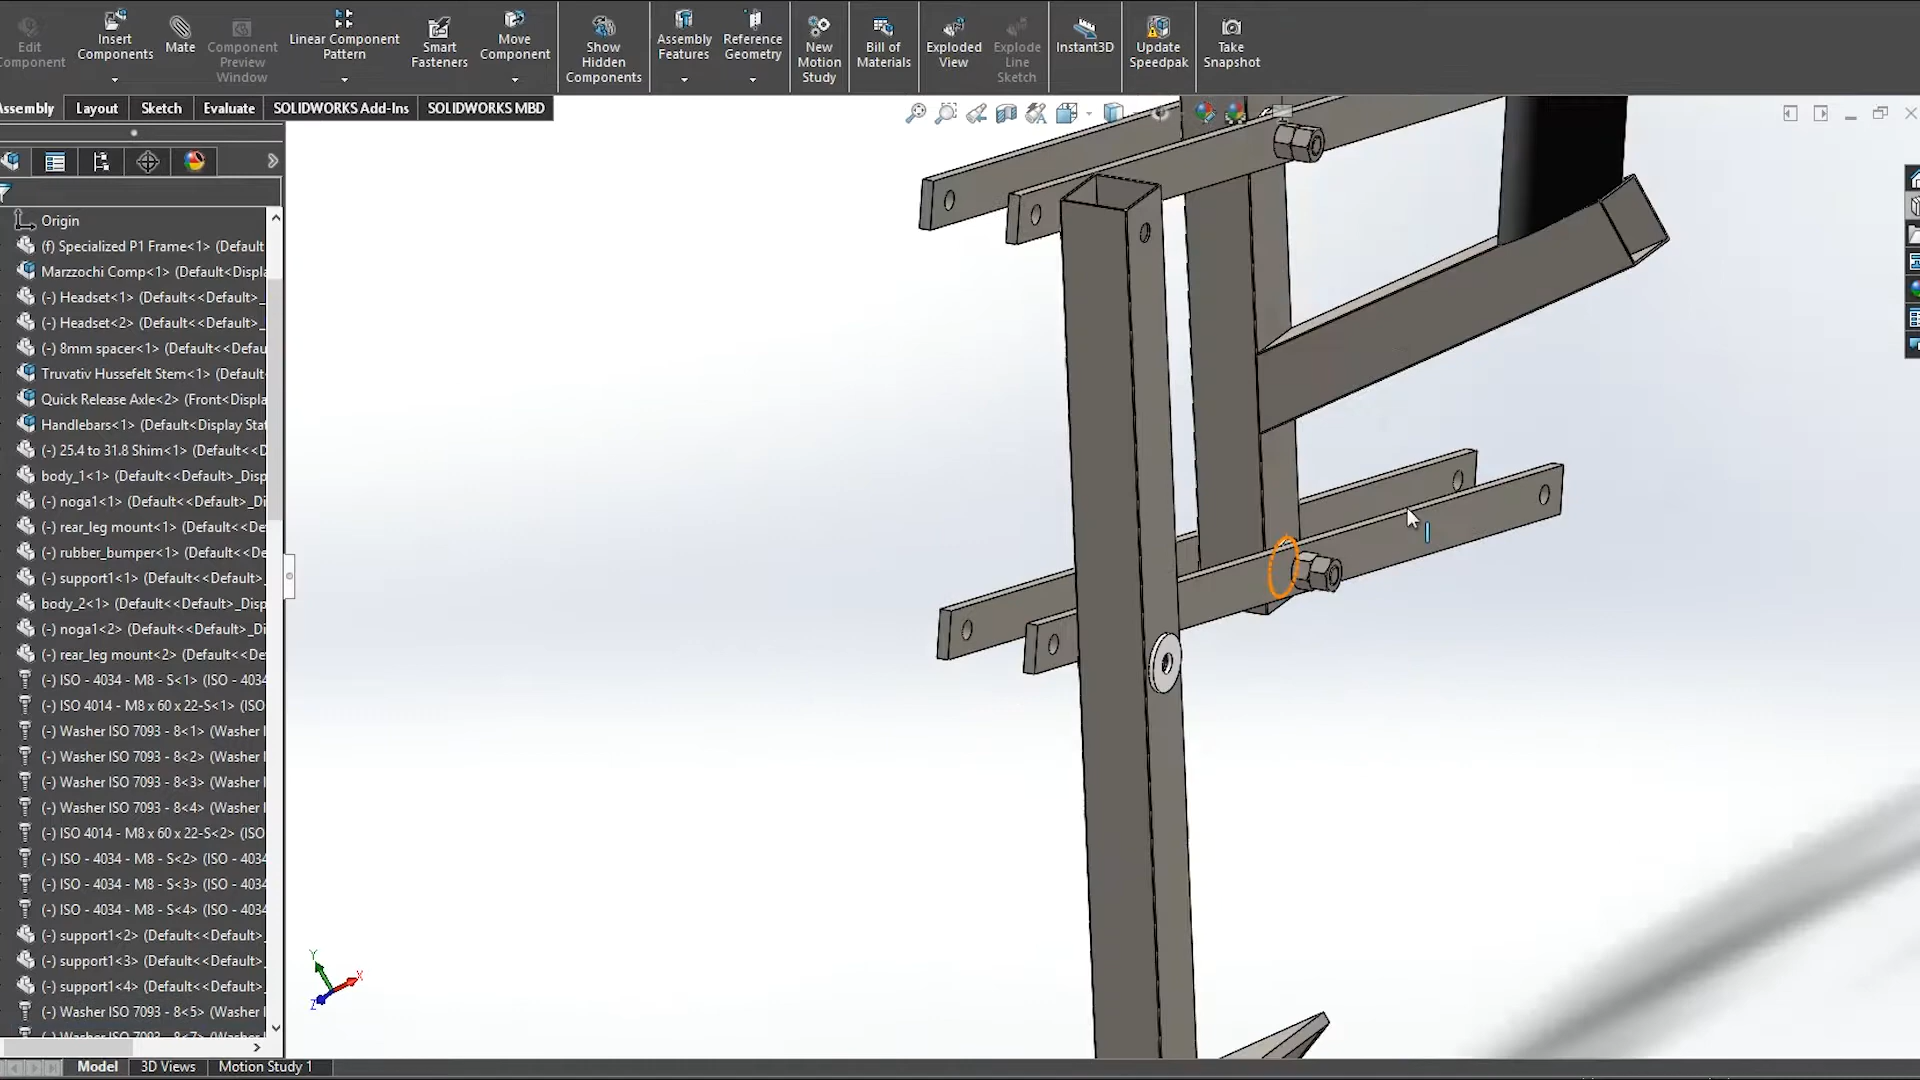 Edit
Component
Insert
Components
Mate
Component
Preview
Window
Linear Component
Pattern
Smart
Fasteners
Move
Component
Show
Hidden
Components
Assembly
Features
Reference
Geometry
New
Motion
Study
Bill of
Materials
Exploded
View
Explode
Line
Sketch
Instant3D
Update
Speedpak
Take
Snapshot
Assembly Layout Sketch Evaluate SOLIDWORKS Add-Ins SOLIDWORKS MBD
Origin
(f) Specialized P1 Frame<1> (Default
Marzzochi Comp<1> (Default<Displa
(-) Headset<1> (Default<<Default>_
(-) Headset<2> (Default<<Default>_
(-) 8mm spacer<1> (Default<<Defau
Truvativ Hussefelt Stem<1> (Default
Quick Release Axle<2> (Front<Displa
Handlebars<1> (Default<Display Stat
(-) 25.4 to 31.8 Shim<1> (Default<<D
body_1<1> (Default<<Default>_Disp
(-) noga1<1> (Default<<Default>_Di
(-) rear_leg mount<1> (Default<<De
(-) rubber_bumper<1> (Default<<De
(-) support1<1> (Default<<Default>_
body_2<1> (Default<<Default>_Disp
(-) noga1<2> (Default<<Default>_Di
(-) rear_leg mount<2> (Default<<De
(-) ISO - 4034 - M8 - S<1> (ISO - 4034
(-) ISO 4014 - M8 x 60 x 22-S<1> (ISO
(-) Washer ISO 7093 - 8<1> (Washer I
(-) Washer ISO 7093 - 8<2> (Washer I
(-) Washer ISO 7093 - 8<3> (Washer I
(-) Washer ISO 7093 - 8<4> (Washer I
(-) ISO 4014 - M8 x 60 x 22-S<2> (ISO
(-) ISO - 4034 - M8 - S<2> (ISO - 4034
(-) ISO - 4034 - M8 - S<3> (ISO - 4034
(-) ISO - 4034 - M8 - S<4> (ISO - 4034
(-) support1<2> (Default<<Default>_
(-) support1<3> (Default<<Default>_
(-) support1<4> (Default<<Default>_
(-) Washer ISO 7093 - 8<5> (Washer I
(-) Washer ISO 7093 - 8<7> (Washer I
Y
X
Z
Model 3D Views Motion Study 1